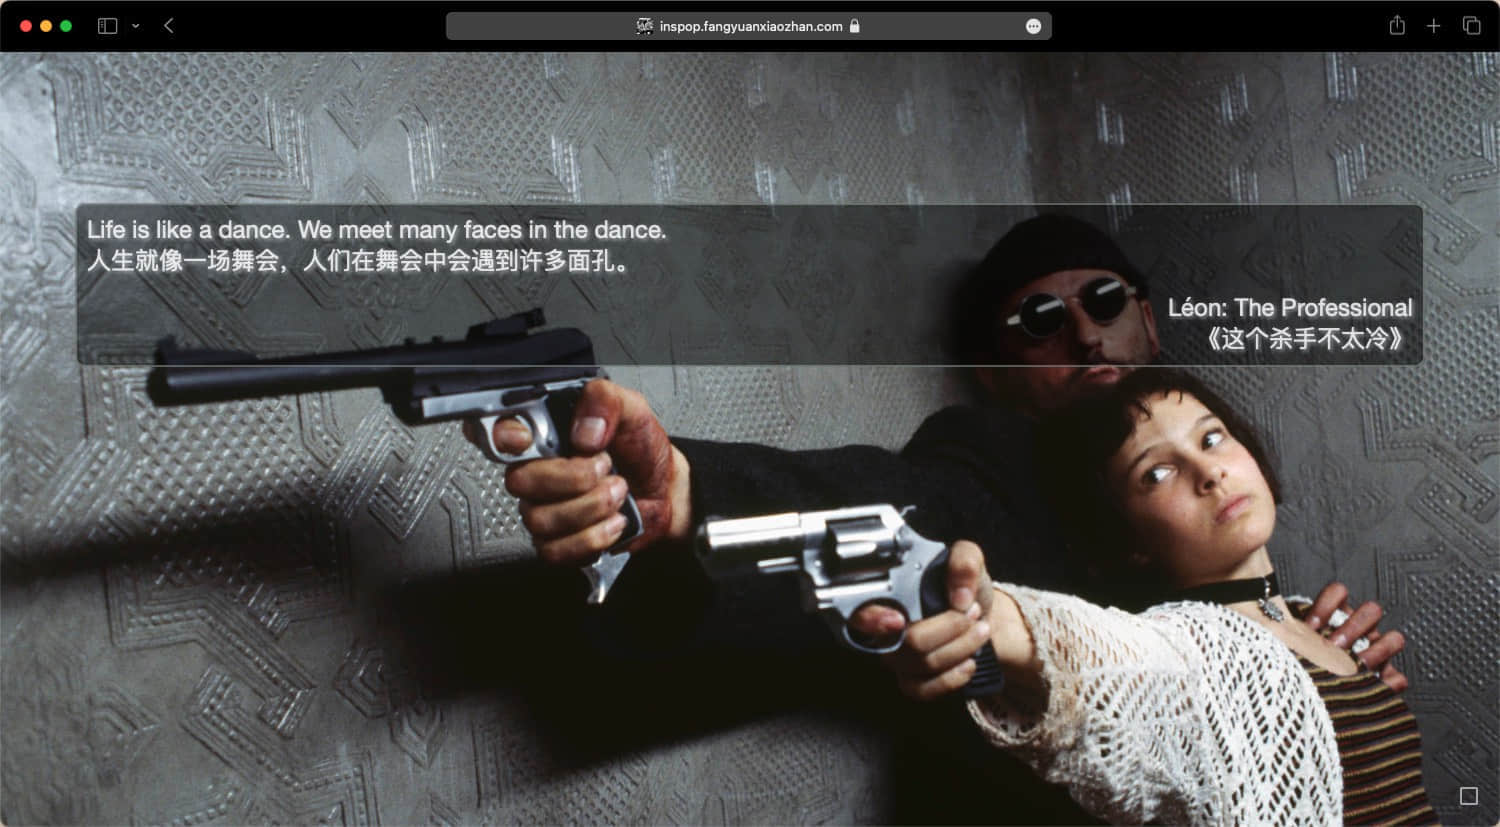 inspop.fangyuanxiaozhan.com
Life is like a dance. We meet many faces in the dance.
人生就像一场舞会，人们在舞会中会遇到许多面孔。
Léon: The Professional
《这个杀手不太冷》